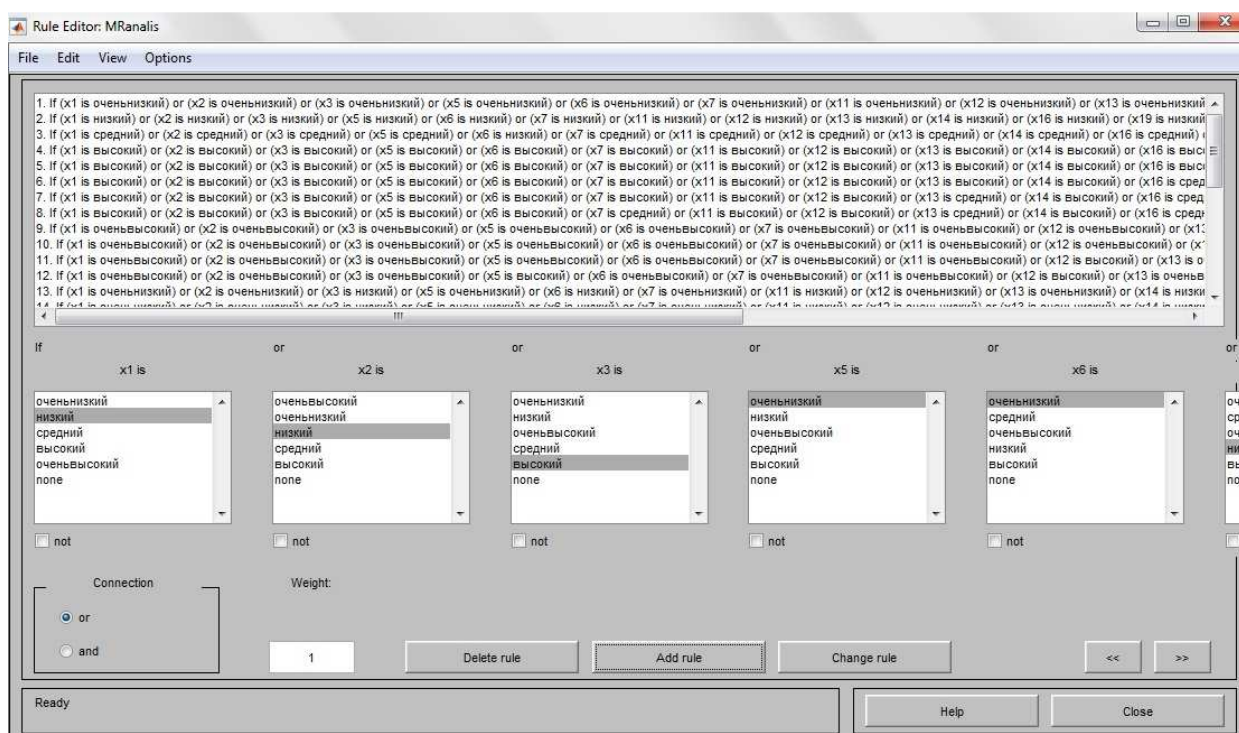 Rule Editor: MRanalis
File Edit View Options
1. If (x1 is оченьнизкий) or (x2 is оченьнизкий) or (x3 is оченьнизкий) or (x5 is оченьнизкий) or (x6 is оченьнизкий) or (x7 is оченьнизкий) or (x11 is оченьнизкий) or (x12 is оченьнизкий) or (x13 is оченьнизкий
2. If (x1 is низкий) or (x2 is низкий) or (x3 is низкий) or (x5 is низкий) or (x6 is низкий) or (x7 is низкий) or (x11 is низкий) or (x12 is низкий) or (x13 is низкий) or (x14 is низкий) or (x16 is низкий) or (x19 is низкий
3. If (x1 is средний) or (x2 is средний) or (x3 is средний) or (x5 is средний) or (x6 is низкий) or (x7 is средний) or (x11 is средний) or (x12 is средний) or (x13 is средний) or (x14 is средний) or (x16 is средний)
4. If (x1 is высокий) or (x2 is высокий) or (x3 is высокий) or (x5 is высокий) or (x6 is высокий) or (x7 is высокий) or (x11 is высокий) or (x12 is высокий) or (x13 is высокий) or (x14 is высокий) or (x16 is
5. If (x1 is высокий) or (x2 is высокий) or (x3 is высокий) or (x5 is высокий) or (x6 is высокий) or (x7 is высокий) or (x11 is высокий) or (x12 is высокий) or (x13 is высокий) or (x14 is высокий) or (x16 is
6. If (x1 is высокий) or (x2 is высокий) or (x3 is высокий) or (x5 is высокий) or (x6 is высокий) or (x7 is высокий) or (x11 is высокий) or (x12 is высокий) or (x13 is высокий) or (x14 is высокий) or (x16 is сред
7. If (x1 is высокий) or (x2 is высокий) or (x3 is высокий) or (x5 is высокий) or (x6 is высокий) or (x7 is высокий) or (x11 is высокий) or (x12 is высокий) or (x13 is средний) or (x14 is высокий) or (x16 is сред
8. If (x1 is высокий) or (x2 is высокий) or (x3 is высокий) or (x5 is высокий) or (x6 is высокий) or (x7 is средний) or (x11 is высокий) or (x12 is высокий) or (x13 is средний) or (x14 is высокий) or (x16 is
9. If (x1 is оченьвысокий) or (x2 is оченьвысокий) or (x3 is оченьвысокий) or (x5 is оченьвысокий) or (x6 is оченьвысокий) or (x7 is оченьвысокий) or (x11 is оченьвысокий) or (x12 is оченьвысокий) or
10. If (x1 is оченьвысокий) or (x2 is оченьвысокий) or (x3 is оченьвысокий) or (x5 is оченьвысокий) or (x6 is оченьвысокий) or (x7 is оченьвысокий) or (x11 is оченьвысокий) or (x12 is оченьвысокий) or
11. If (x1 is оченьвысокий) or (x2 is оченьвысокий) or (x3 is оченьвысокий) or (x5 is оченьвысокий) or (x6 is оченьвысокий) or (x7 is оченьвысокий) or (x11 is оченьвысокий) or (x12 is высокий) or (x13 is о
12. If (x1 is оченьвысокий) or (x2 is оченьвысокий) or (x3 is оченьвысокий) or (x5 is высокий) or (x6 is оченьвысокий) or (x7 is оченьвысокий) or (x11 is оченьвысокий) or (x12 is высокий) or (x13 is оченьв
13. If (x1 is оченьнизкий) or (x2 is оченьнизкий) or (x3 is низкий) or (x5 is оченьнизкий) or (x6 is низкий) or (x7 is оченьнизкий) or (x11 is низкий) or (x12 is оченьнизкий) or (x13 is оченьнизкий) or (x14 is низки
If or or or or or
x1 is x2 is x3 is x5 is x6 is
оченьнизкий оченьвысокий оченьнизкий оченьнизкий оченьнизкий
низкий оченьнизкий низкий низкий средний
средний низкий оченьвысокий оченьвысокий оченьвысокий
высокий средний средний средний низкий
оченьвысокий высокий высокий высокий высокий
none none none none none
not not not not not
Connection Weight:
or
and
1 Delete rule Add rule Change rule << >>
Ready Help Close